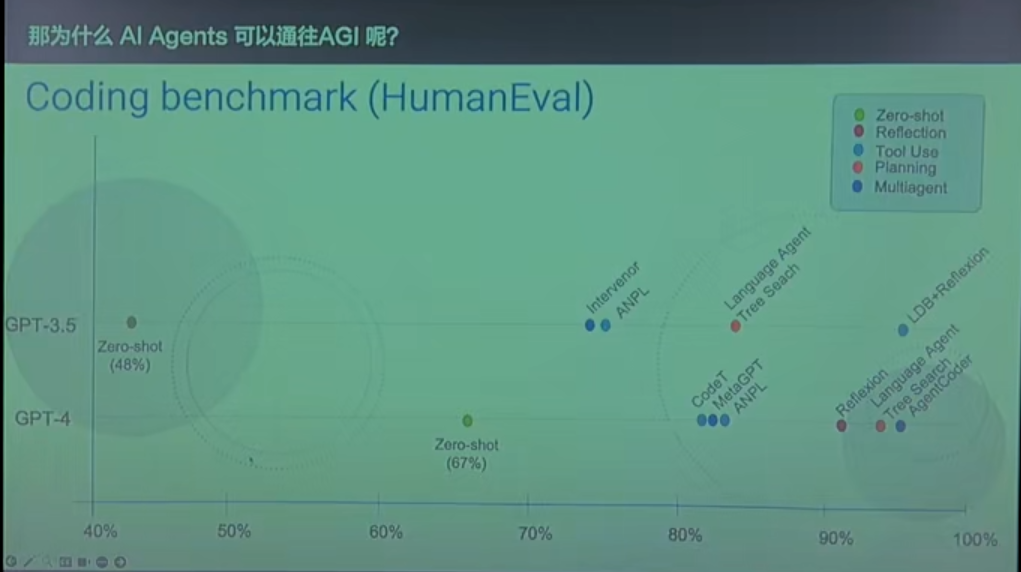 那为什么 AI Agents 可以通往AGI 呢?
Coding benchmark (HumanEval)
Zero-shot
Reflection
Tool Use
Planning
Multiagent
GPT-3.5
Zero-shot
(48%)
Intervenor
ANPL
Language Agent
Tree Seach
LDB+Reflexion
GPT-4
Zero-shot
(67%)
CodeT
MetaGPT
ANPL
Reflexion
Language Agent
Tree Search
AgentCoder
40%
50%
60%
70%
80%
90%
100%